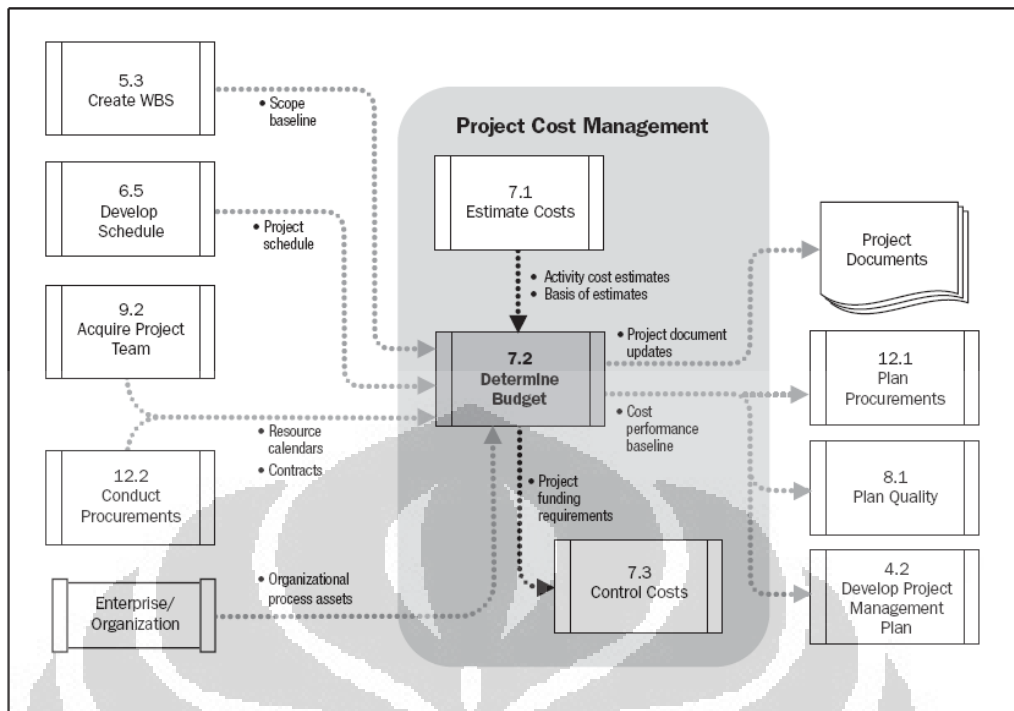 5.3
Create WBS
• Scope
baseline
6.5
Develop
Schedule
• Project
schedule
9.2
Acquire Project
Team
• Resource
calendars
• Contracts
12.2
Conduct
Procurements
Enterprise/
Organization
• Organizational
process assets
Project Cost Management
7.1
Estimate Costs
• Activity cost estimates
• Basis of estimates
7.2
Determine
Budget
• Project document
updates
• Cost
performance
baseline
• Project
funding
requirements
7.3
Control Costs
Project
Documents
12.1
Plan
Procurements
8.1
Plan Quality
4.2
Develop Project
Management
Plan